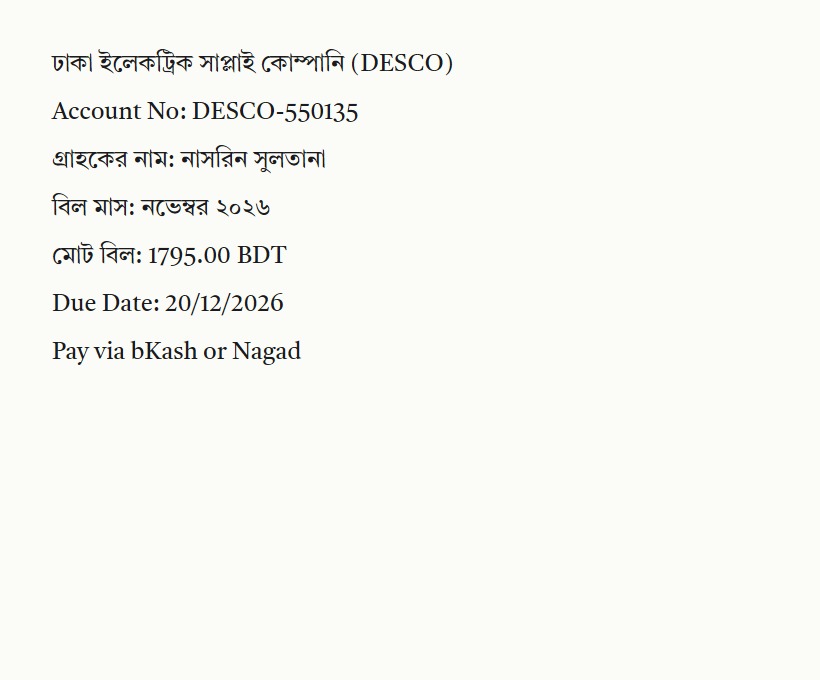 ঢাকা ইলেকট্রিক সাপ্লাই কোম্পানি (DESCO)
Account No: DESCO-550135
গ্রাহকের নাম: নাসরিন সুলতানা
বিল মাস: নভেম্বর ২০২৬
মোট বিল: 1795.00 BDT
Due Date: 20/12/2026
Pay via bKash or Nagad